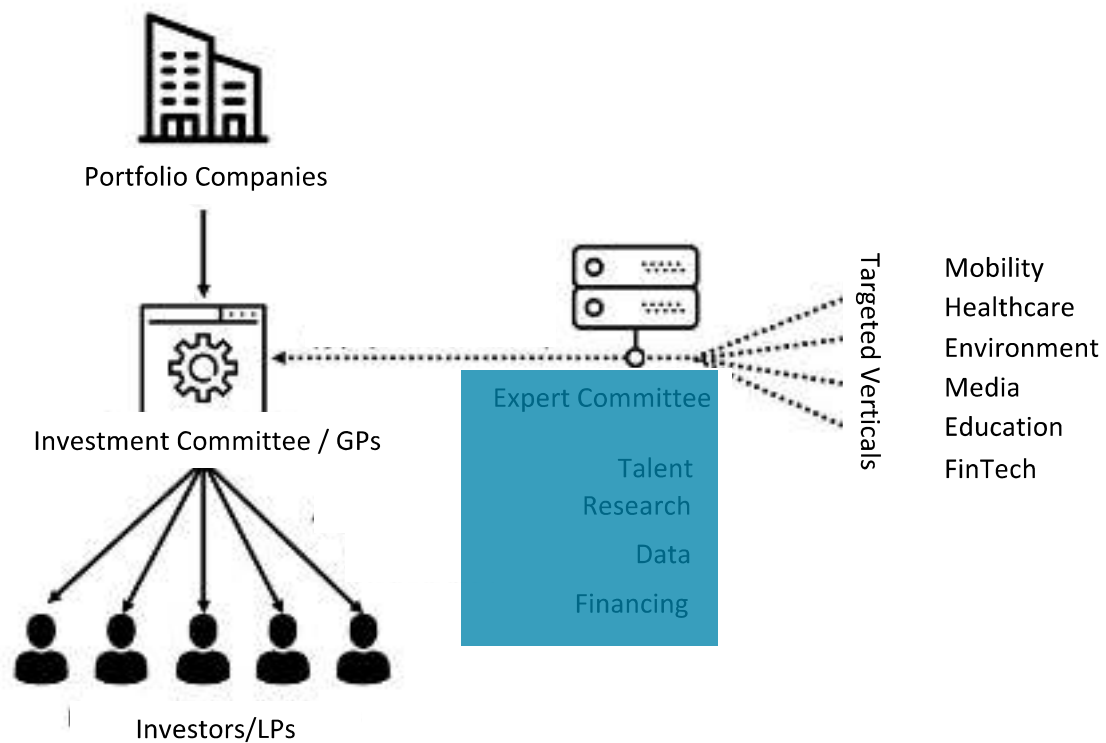 Portfolio Companies
Investment Committee / GPs
Investors/LPs
Expert Committee
Talent
Research
Data
Financing
Targeted Verticals
Mobility
Healthcare
Environment
Media
Education
FinTech